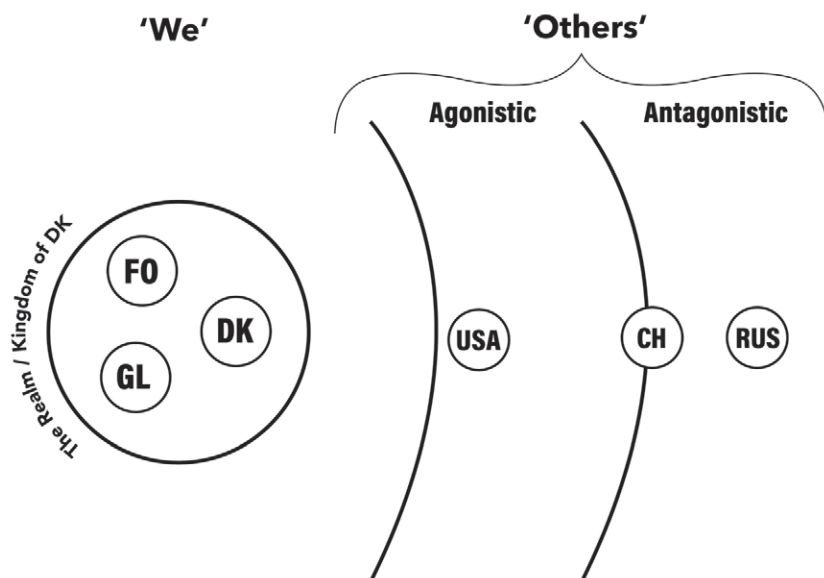 'We'
'Others'
Agonistic
Antagonistic
The Realm / Kingdom of DK
FO
DK
GL
USA
CH
RUS